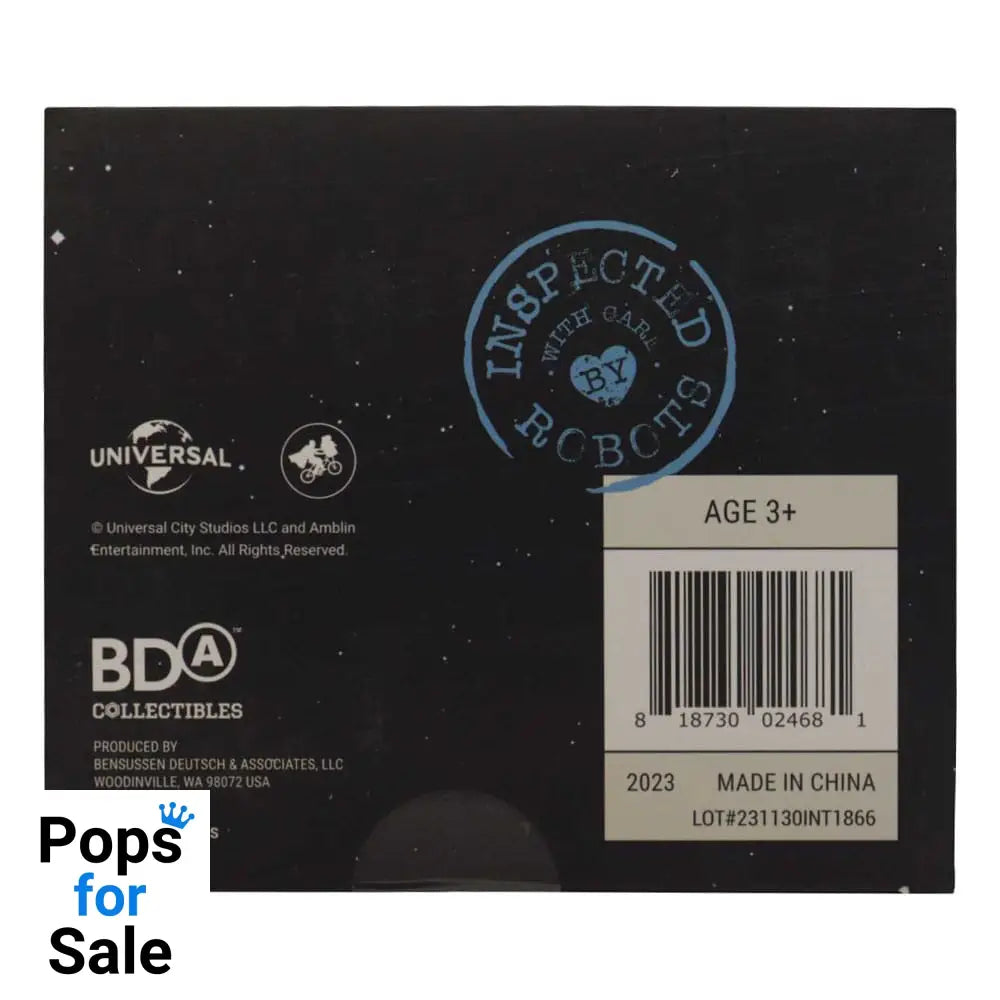 INSPECTED
WITH CARE
BY
ROBOTS
UNIVERSAL
© Universal City Studios LLC and Amblin
Entertainment, Inc. All Rights Reserved.
AGE 3+
8 18730 02468 1
BDA™
COLLECTIBLES
PRODUCED BY
BENSUSSEN DEUTSCH & ASSOCIATES, LLC
WOODINVILLE, WA 98072 USA
2023 MADE IN CHINA
LOT#231130INT1866
Pops
for
Sale